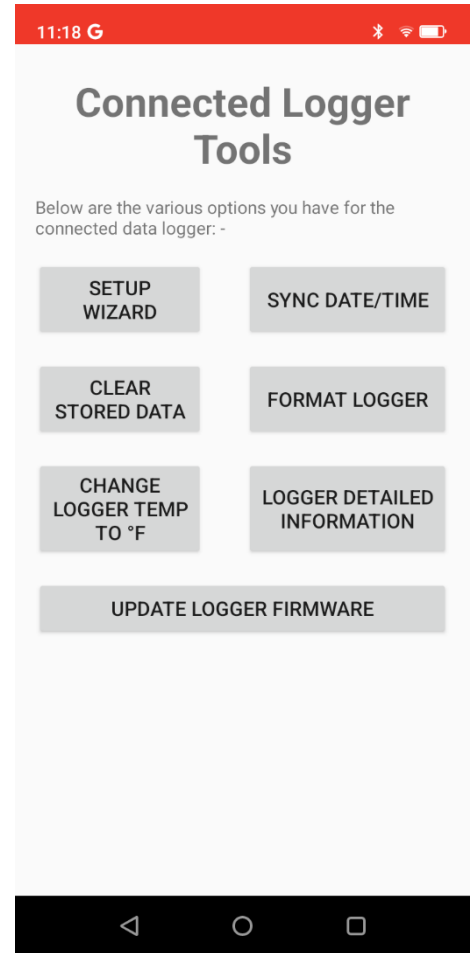 11:18 G
Connected Logger
Tools
Below are the various options you have for the
connected data logger: -
SETUP
WIZARD
SYNC DATE/TIME
CLEAR
STORED DATA
FORMAT LOGGER
CHANGE
LOGGER TEMP
TO °F
LOGGER DETAILED
INFORMATION
UPDATE LOGGER FIRMWARE